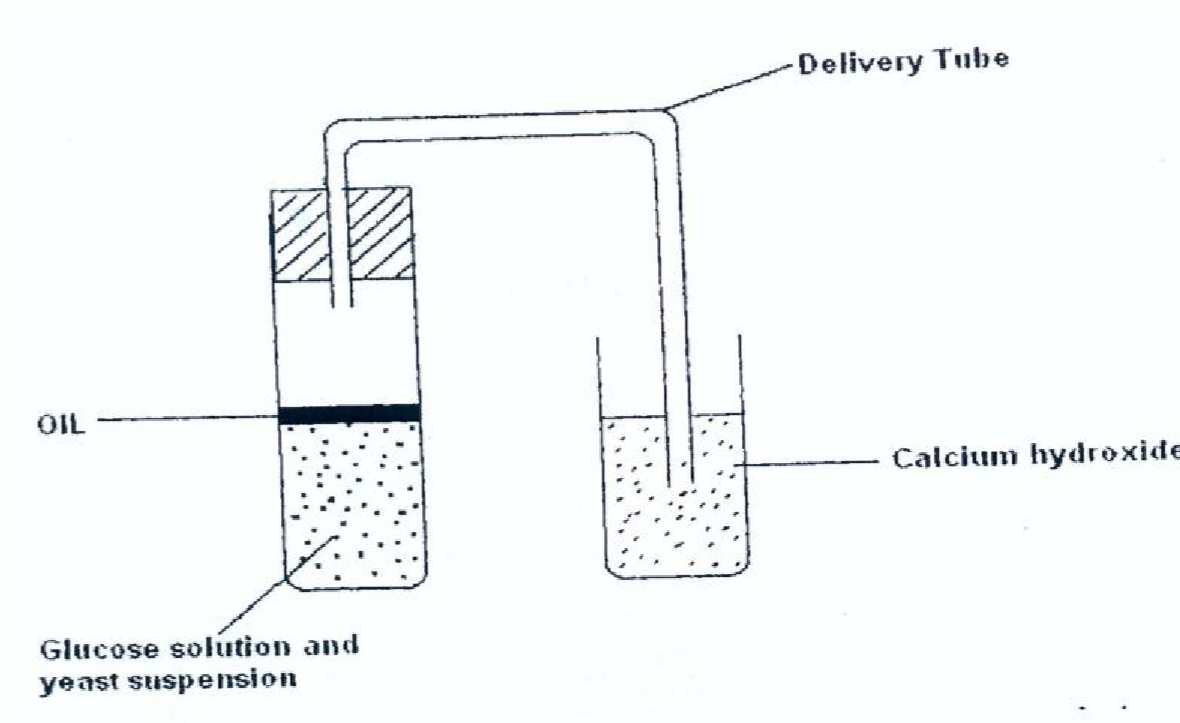 Delivery Tube
OIL
Calcium hydroxide
Glucose solution and
yeast suspension